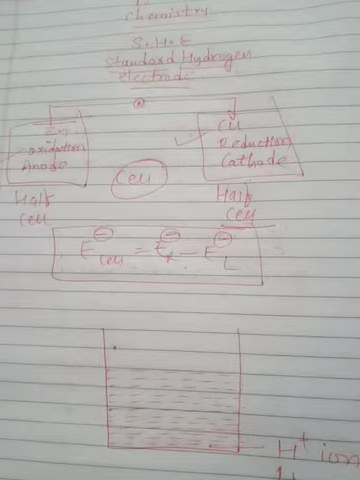 Chemistry
S.H.E
Standard Hydrogen
electrode
Zn
oxidation
Anode
Cu
Reduction
Cathode
Cell
Half
Cell
Half
Cell
E⊖cell = E⊖R − E⊖L
H+ ion